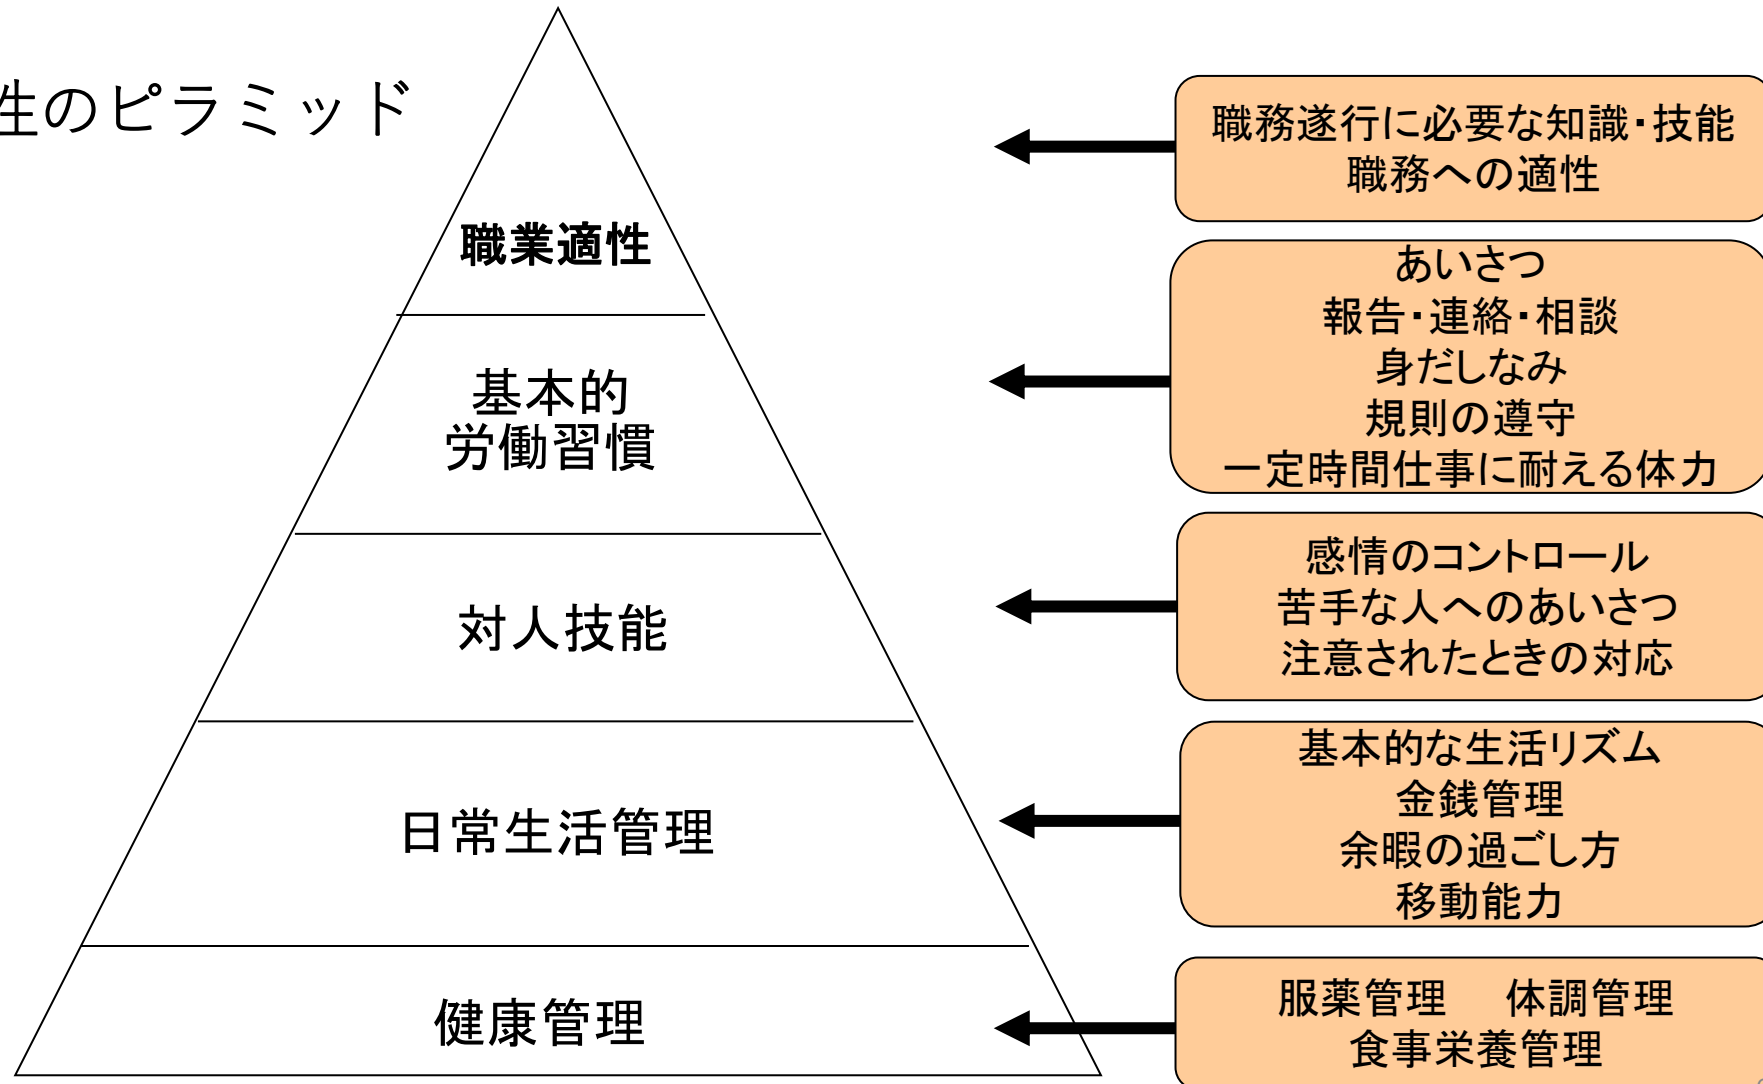 性のピラミッド
職業適性
基本的
労働習慣
対人技能
日常生活管理
健康管理
職務遂行に必要な知識・技能
職務への適性
あいさつ
報告・連絡・相談
身だしなみ
規則の遵守
一定時間仕事に耐える体力
感情のコントロール
苦手な人へのあいさつ
注意されたときの対応
基本的な生活リズム
金銭管理
余暇の過ごし方
移動能力
服薬管理　体調管理
食事栄養管理